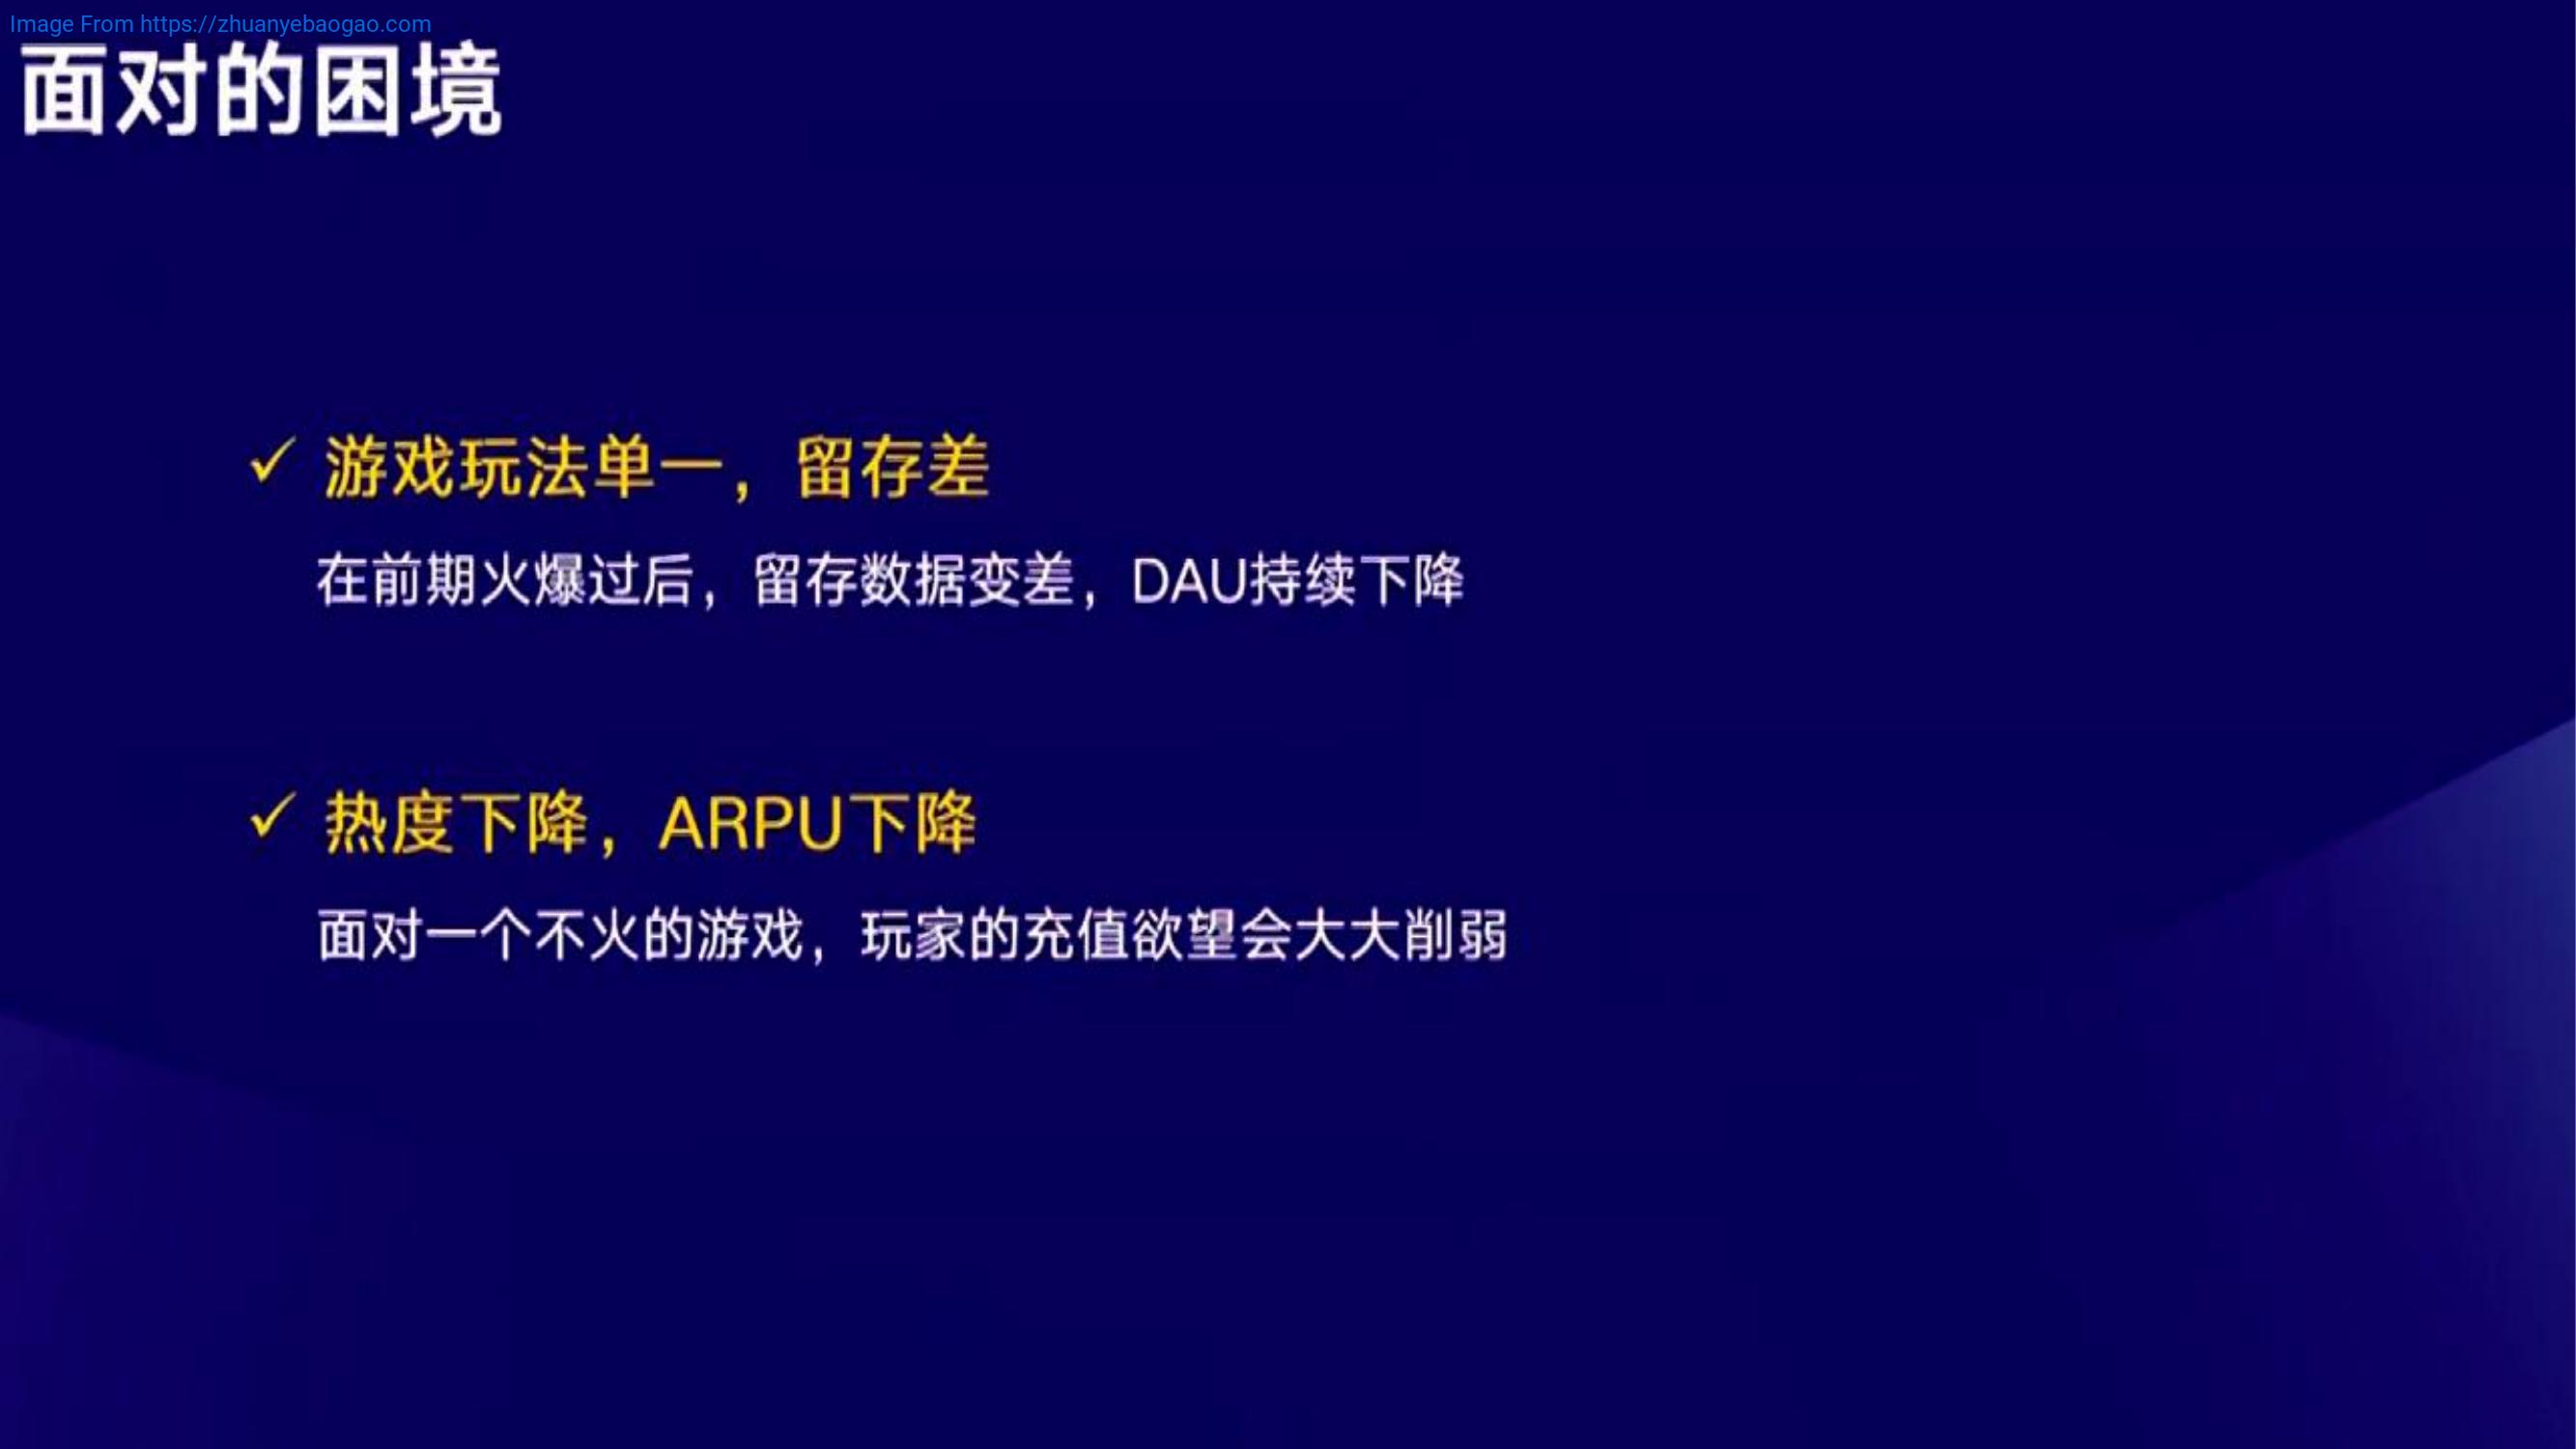 Image From https://zhuanyebaogao.com
面对的困境
✓ 游戏玩法单一，留存差
在前期火爆过后，留存数据变差，DAU持续下降
✓ 热度下降，ARPU下降
面对一个不火的游戏，玩家的充值欲望会大大削弱